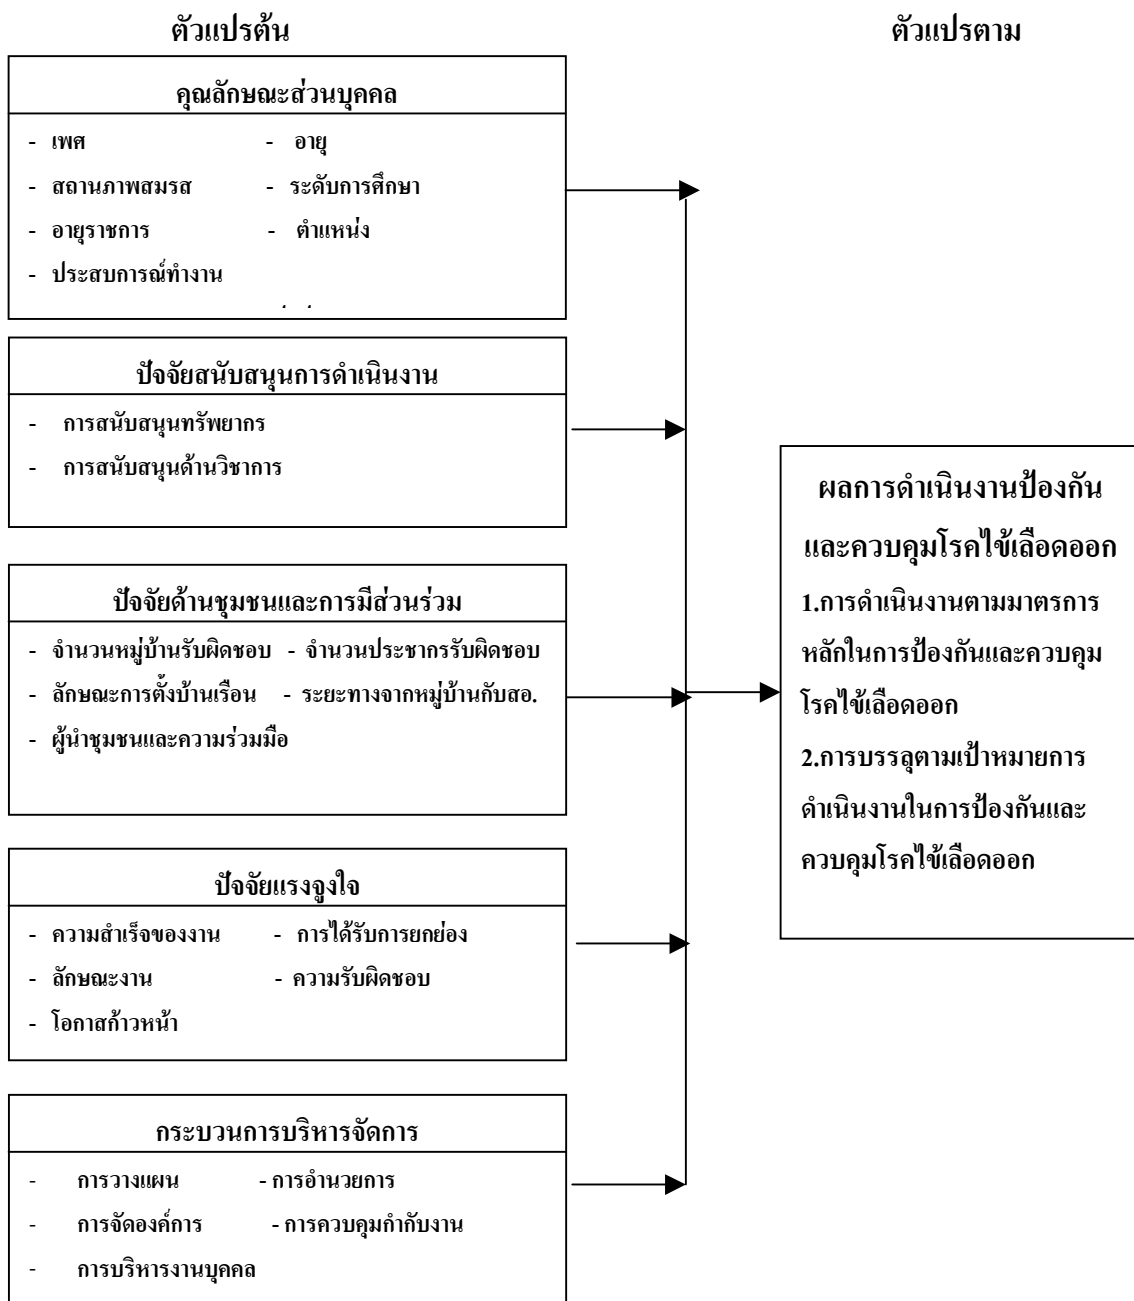 ตัวแปรต้น
ตัวแปรตาม
คุณลักษณะส่วนบุคคล
- เพศ - อายุ
- สถานภาพสมรส - ระดับการศึกษา
- อายุราชการ - ตำแหน่ง
- ประสบการณ์ทำงาน
ปัจจัยสนับสนุนการดำเนินงาน
- การสนับสนุนทรัพยากร
- การสนับสนุนด้านวิชาการ
ปัจจัยด้านชุมชนและการมีส่วนร่วม
- จำนวนหมู่บ้านรับผิดชอบ - จำนวนประชากรรับผิดชอบ
- ลักษณะการตั้งบ้านเรือน - ระยะทางจากหมู่บ้านกับสอ.
- ผู้นำชุมชนและความร่วมมือ
ปัจจัยแรงจูงใจ
- ความสำเร็จของงาน - การได้รับการยกย่อง
- ลักษณะงาน - ความรับผิดชอบ
- โอกาสก้าวหน้า
กระบวนการบริหารจัดการ
- การวางแผน - การอำนวยการ
- การจัดองค์การ - การควบคุมกำกับงาน
- การบริหารงานบุคคล
ผลการดำเนินงานป้องกัน
และควบคุมโรคไข้เลือดออก
1.การดำเนินงานตามมาตรการ
หลักในการป้องกันและควบคุม
โรคไข้เลือดออก
2.การบรรลุตามเป้าหมายการ
ดำเนินงานในการป้องกันและ
ควบคุมโรคไข้เลือดออก